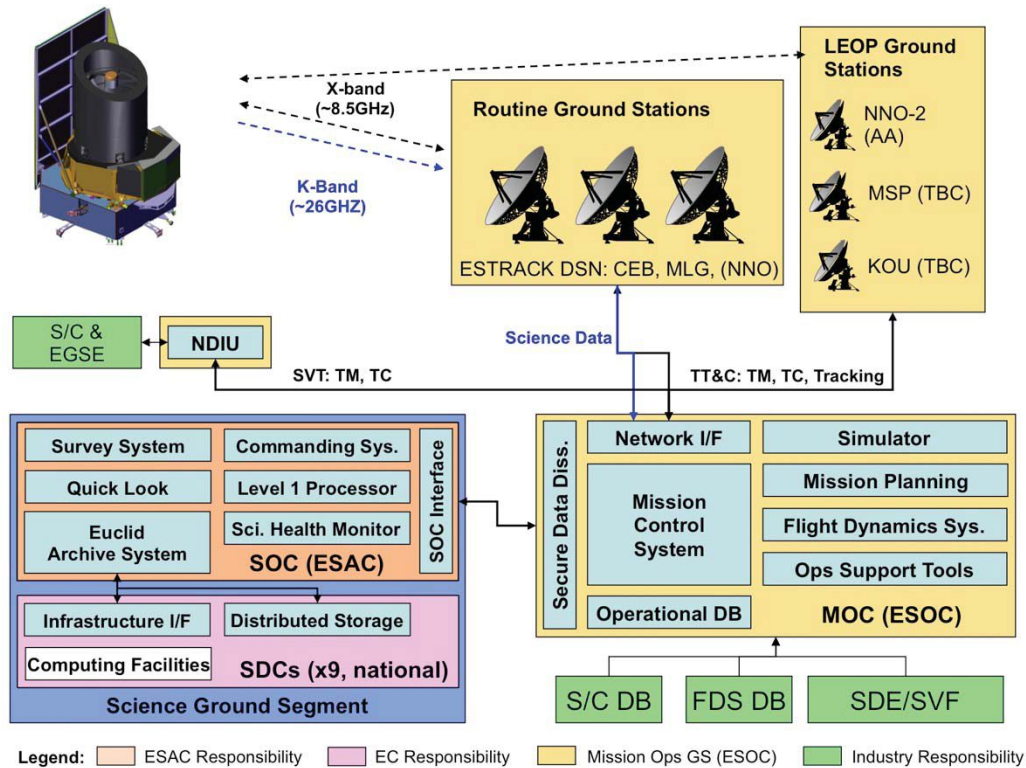 X-band
(~8.5GHz)
K-Band
(~26GHZ)
Routine Ground Stations
ESTRACK DSN: CEB, MLG, (NNO)
LEOP Ground
Stations
NNO-2
(AA)
MSP (TBC)
KOU (TBC)
S/C &
EGSE
NDIU
Science Data
SVT: TM, TC
TT&C: TM, TC, Tracking
Survey System
Commanding Sys.
Quick Look
Level 1 Processor
Euclid
Archive System
Sci. Health Monitor
SOC (ESAC)
SOC Interface
Infrastructure I/F
Distributed Storage
Computing Facilities
SDCs (x9, national)
Science Ground Segment
Secure Data Diss.
Network I/F
Simulator
Mission
Control
System
Mission Planning
Flight Dynamics Sys.
Ops Support Tools
Operational DB
MOC (ESOC)
S/C DB
FDS DB
SDE/SVF
Legend:
ESAC Responsibility
EC Responsibility
Mission Ops GS (ESOC)
Industry Responsibility